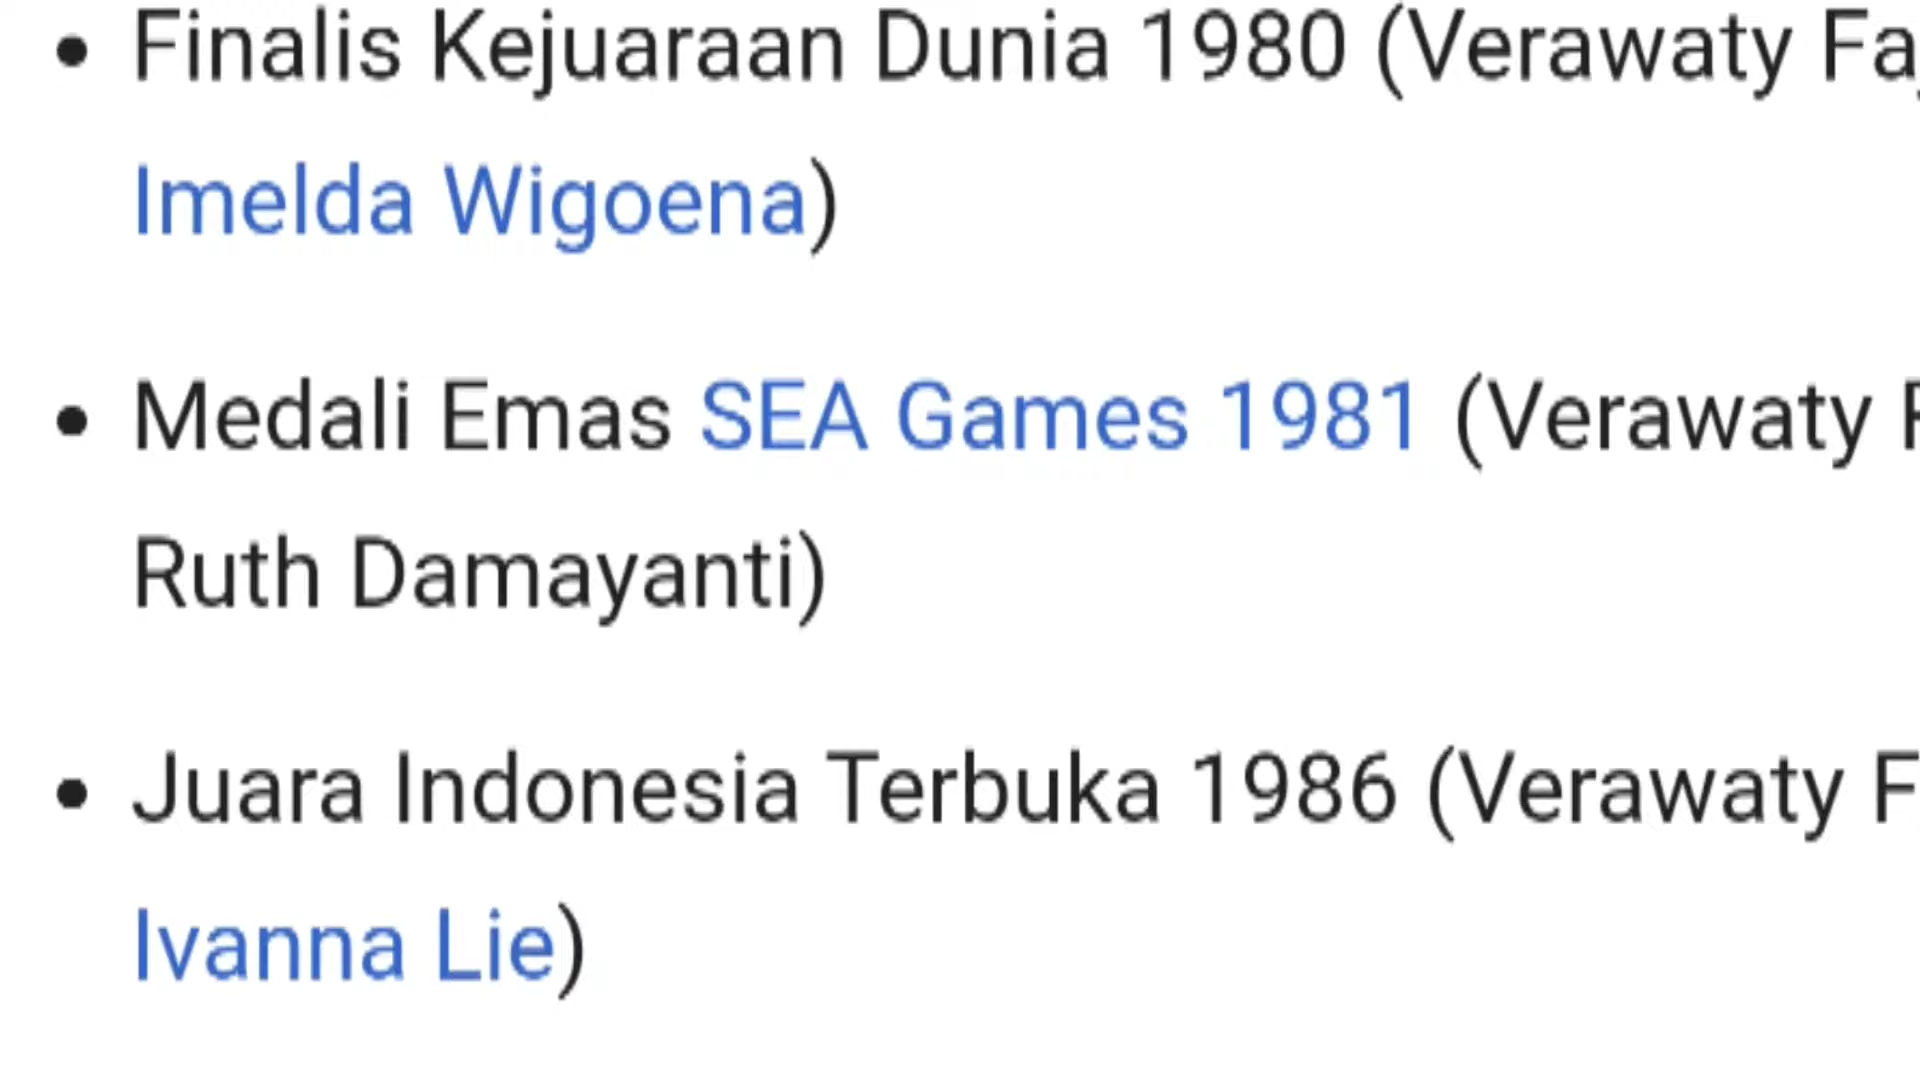 • Finalis Kejuaraan Dunia 1980 (Verawaty
Imelda Wigoena)
• Medali Emas SEA Games 1981 (Verawaty
Ruth Damayanti)
• Juara Indonesia Terbuka 1986 (Verawaty
Ivanna Lie)